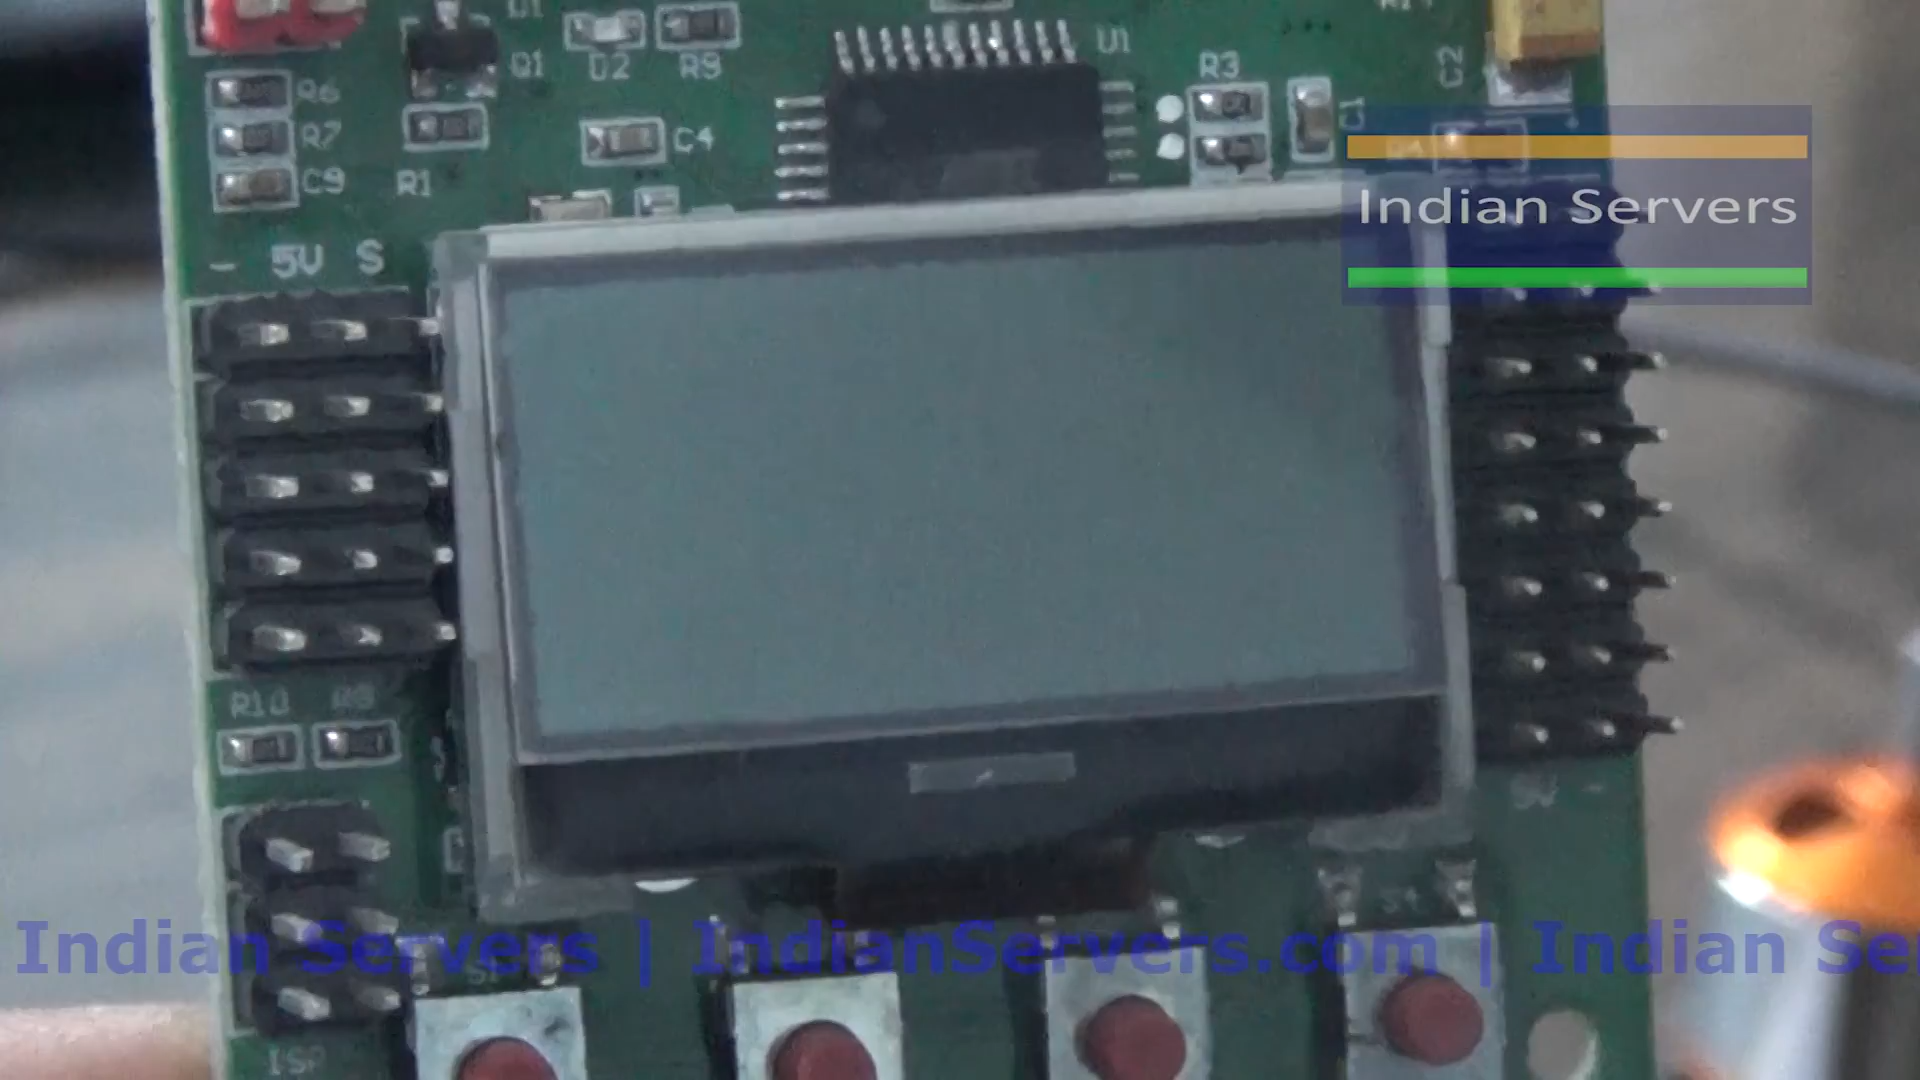 U1
Q1
D2
R9
R3
C2
R6
R7
C4
C1
C9
R1
Indian Servers
- 5V S
R10
R8
Indian Servers | IndianServers.com | Indian Se
ISP